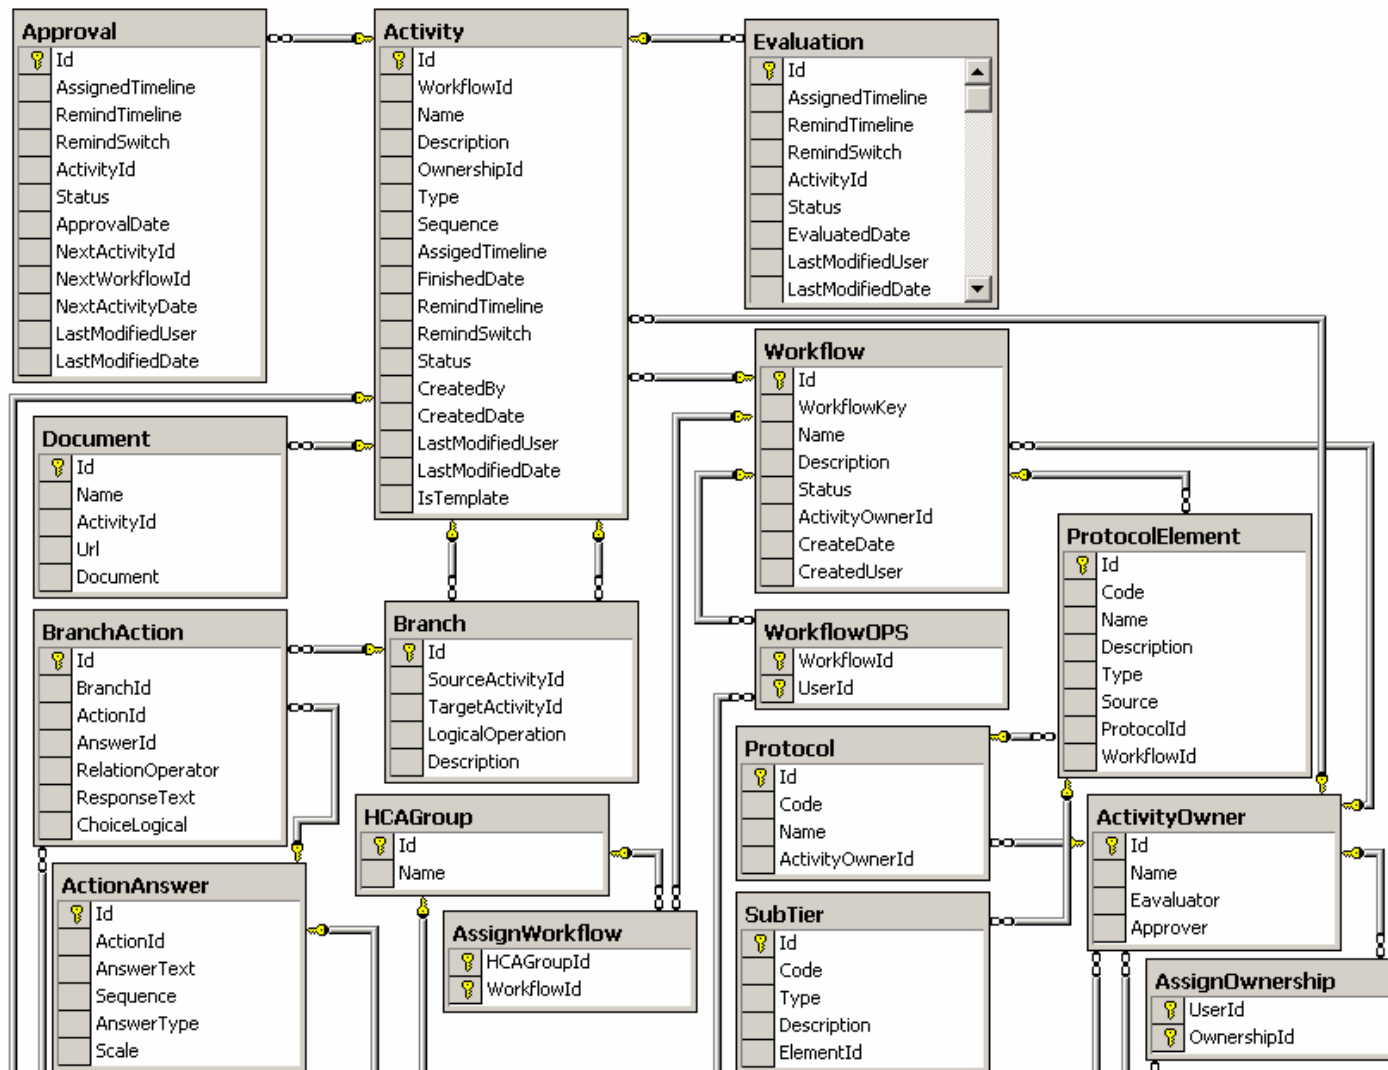 Approval
Id
AssignedTimeline
RemindTimeline
RemindSwitch
ActivityId
Status
ApprovalDate
NextActivityId
NextWorkflowId
NextActivityDate
LastModifiedUser
LastModifiedDate
Activity
Id
WorkflowId
Name
Description
OwnershipId
Type
Sequence
AssigedTimeline
FinishedDate
RemindTimeline
RemindSwitch
Status
CreatedBy
CreatedDate
LastModifiedUser
LastModifiedDate
IsTemplate
Evaluation
Id
AssignedTimeline
RemindTimeline
RemindSwitch
ActivityId
Status
EvaluatedDate
LastModifiedUser
LastModifiedDate
Workflow
Id
WorkflowKey
Name
Description
Status
ActivityOwnerId
CreateDate
CreatedUser
Document
Id
Name
ActivityId
Url
Document
ProtocolElement
Id
Code
Name
Description
Type
Source
ProtocolId
WorkflowId
BranchAction
Id
BranchId
ActionId
AnswerId
RelationOperator
ResponseText
ChoiceLogical
Branch
Id
SourceActivityId
TargetActivityId
LogicalOperation
Description
WorkflowOPS
WorkflowId
UserId
Protocol
Id
Code
Name
ActivityOwnerId
HCAGroup
Id
Name
ActivityOwner
Id
Name
Eavaluator
Approver
ActionAnswer
Id
ActionId
AnswerText
Sequence
AnswerType
Scale
AssignWorkflow
HCAGroupId
WorkflowId
SubTier
Id
Code
Type
Description
ElementId
AssignOwnership
UserId
OwnershipId